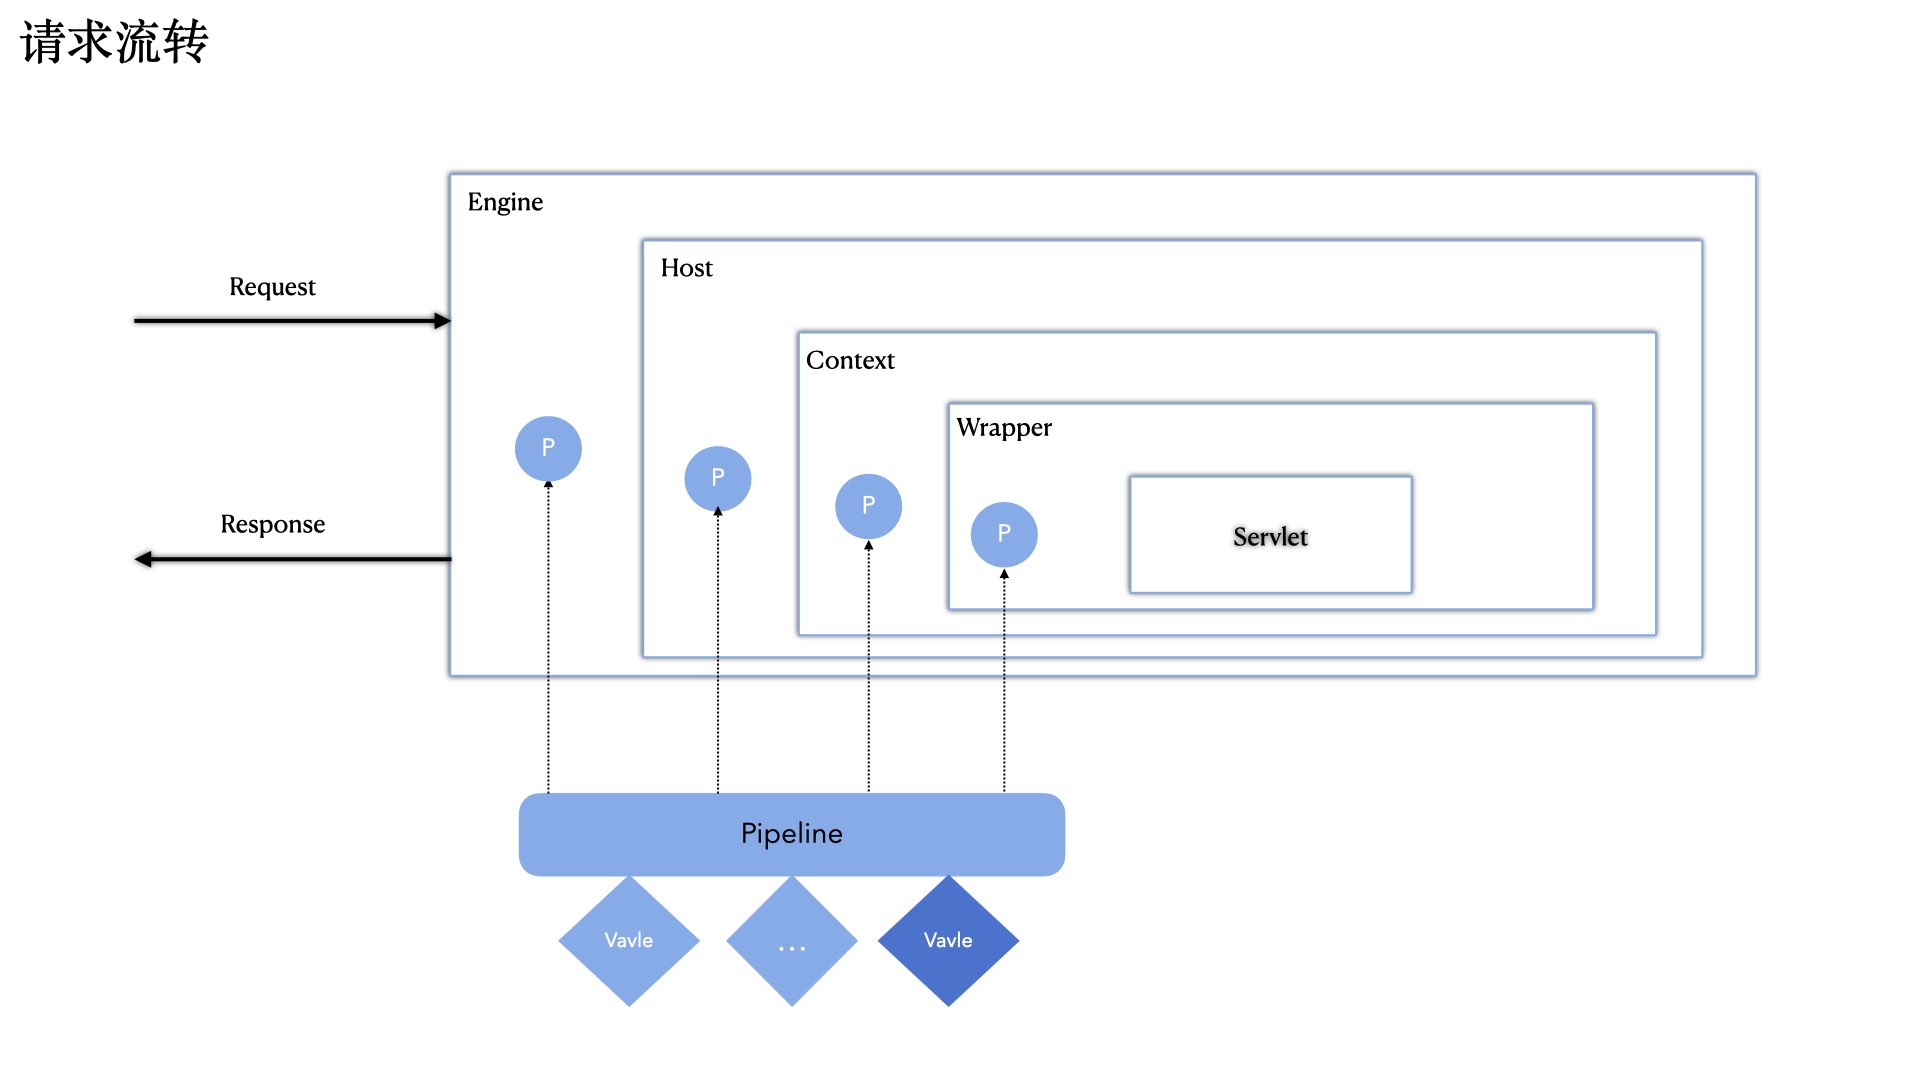 请求流转
Engine
Host
Request
Context
Wrapper
P
P
P
P
Response
Servlet
Pipeline
Vavle
...
Vavle